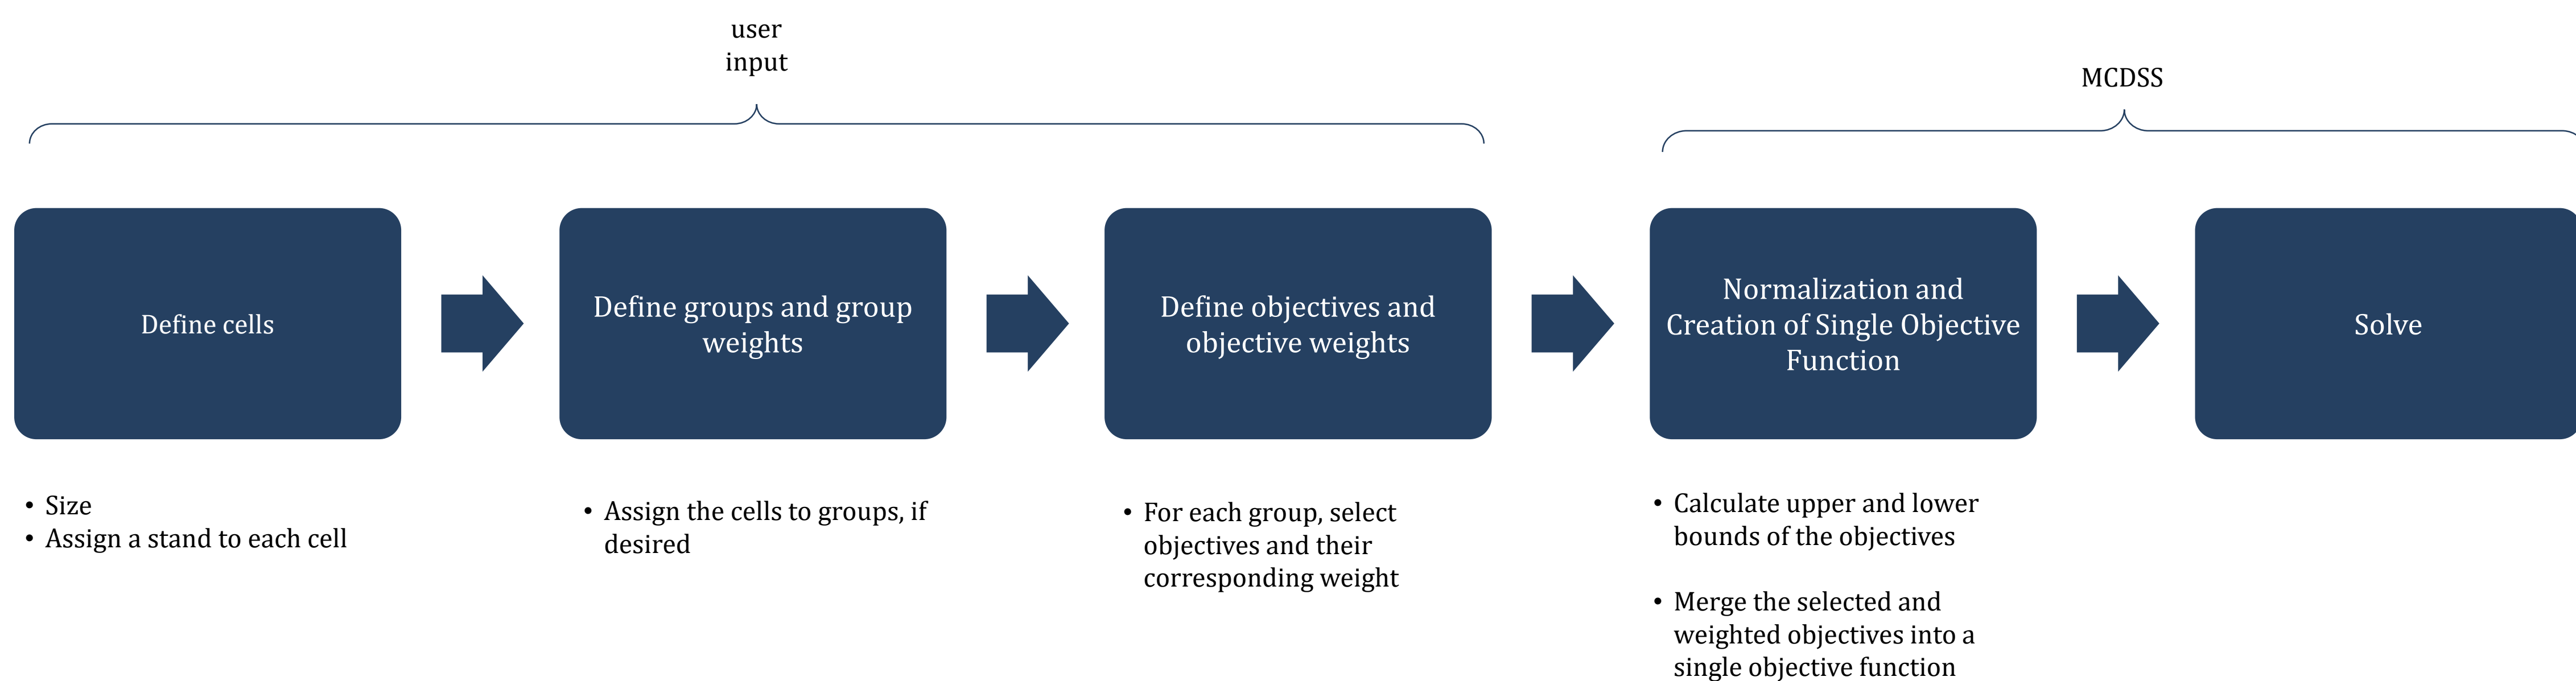 user
input
MCDSS
Define cells
Define groups and group
weights
Define objectives and
objective weights
Normalization and
Creation of Single Objective
Function
Solve
• Size
• Assign a stand to each cell
• Assign the cells to groups, if
desired
• For each group, select
objectives and their
corresponding weight
• Calculate upper and lower
bounds of the objectives
• Merge the selected and
weighted objectives into a
single objective function